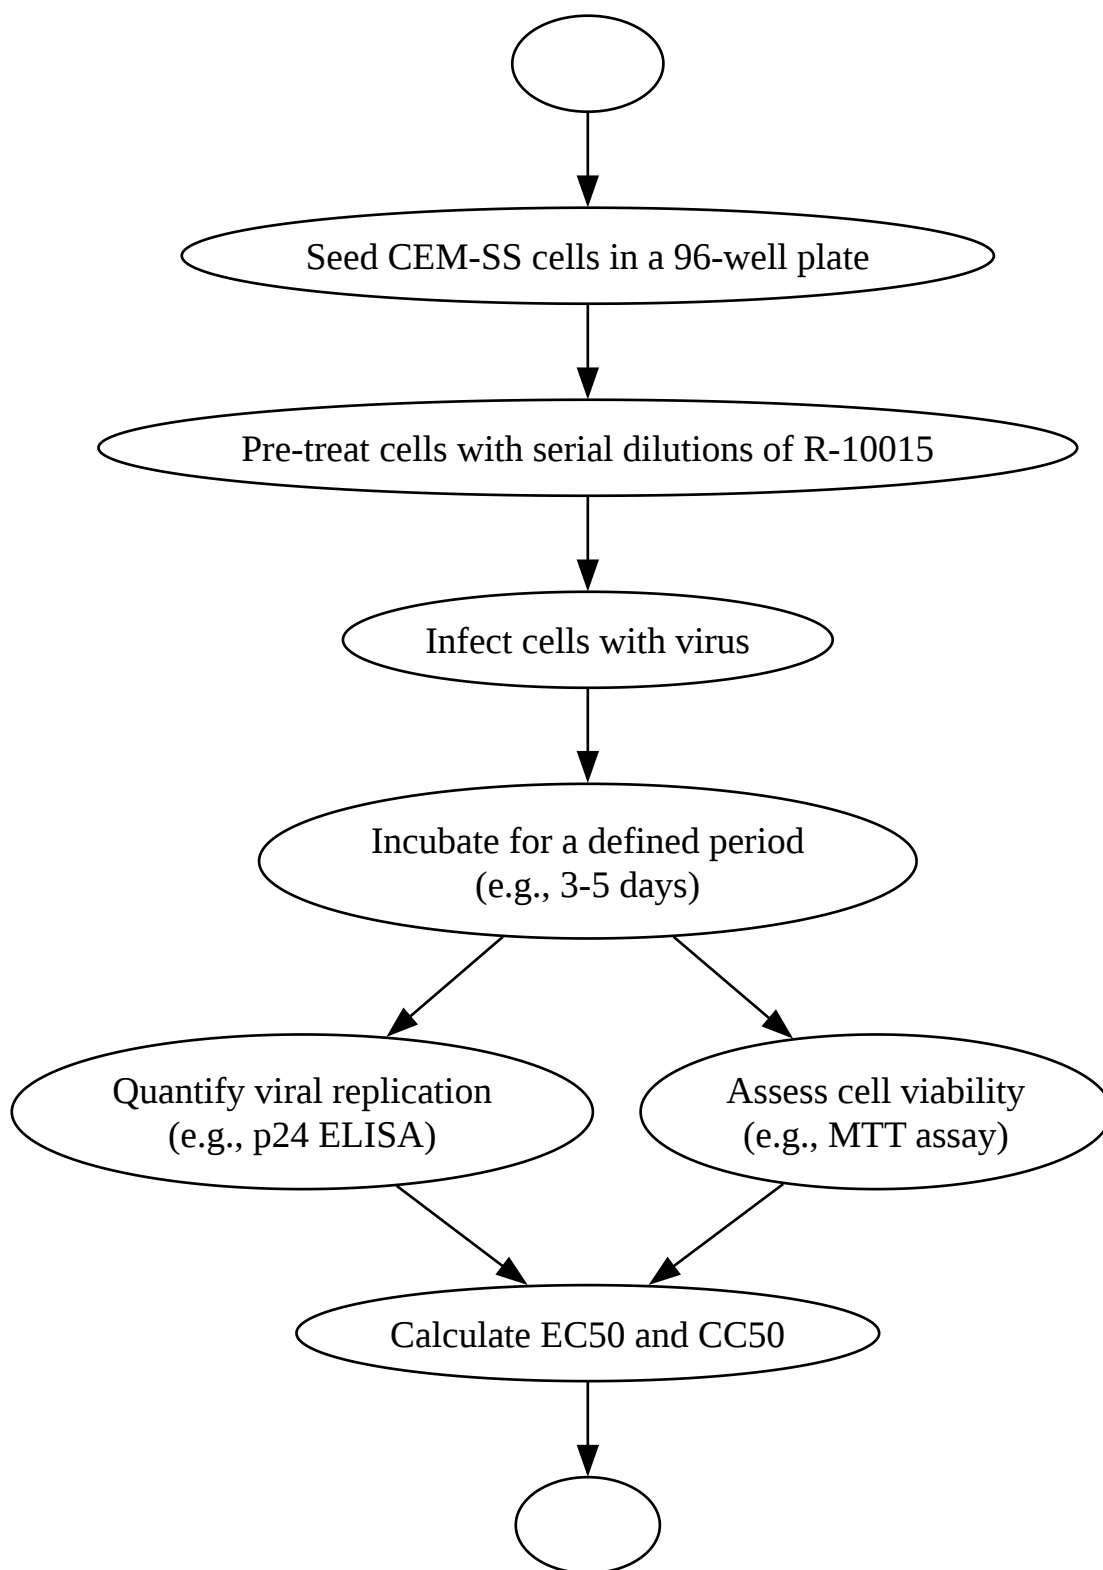 Seed CEM-SS cells in a 96-well plate
Pre-treat cells with serial dilutions of R-10015
Infect cells with virus
Incubate for a defined period
(e.g., 3-5 days)
Quantify viral replication
(e.g., p24 ELISA)
Assess cell viability
(e.g., MTT assay)
Calculate EC50 and CC50